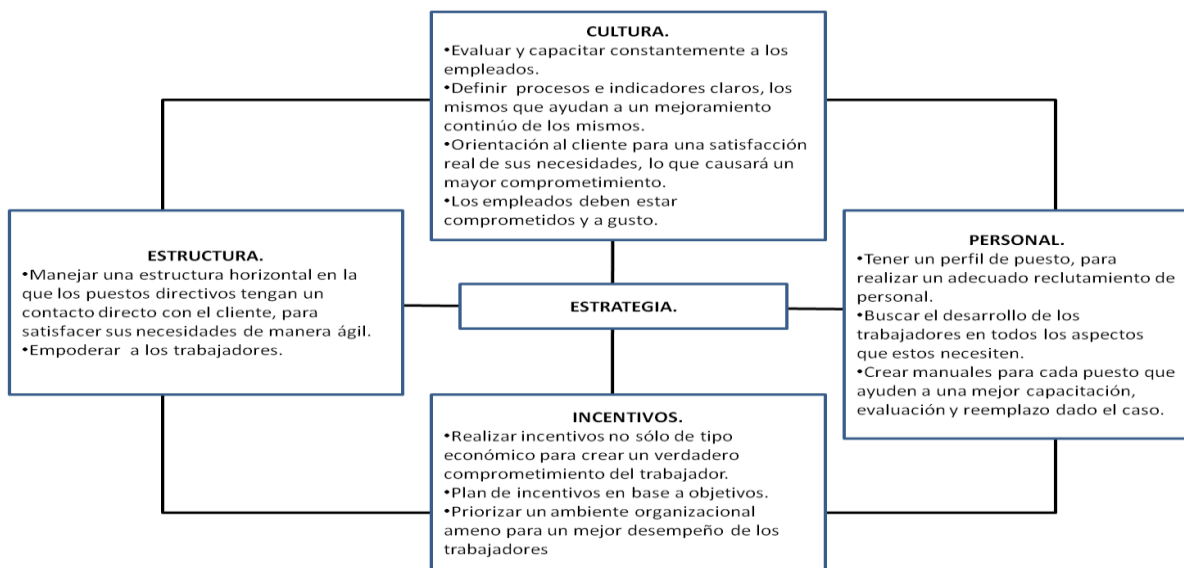 CULTURA.
•Evaluar y capacitar constantemente a los
empleados.
•Definir procesos e indicadores claros, los
mismos que ayudan a un mejoramiento
continúo de los mismos.
•Orientación al cliente para una satisfacción
real de sus necesidades, lo que causará un
mayor comprometimiento.
•Los empleados deben estar
comprometidos y a gusto.
ESTRUCTURA.
•Manejar una estructura horizontal en la
que los puestos directivos tengan un
contacto directo con el cliente, para
satisfacer sus necesidades de manera ágil.
•Empoderar a los trabajadores.
ESTRATEGIA.
PERSONAL.
•Tener un perfil de puesto, para
realizar un adecuado reclutamiento de
personal.
•Buscar el desarrollo de los
trabajadores en todos los aspectos
que estos necesiten.
•Crear manuales para cada puesto que
ayuden a una mejor capacitación,
evaluación y reemplazo dado el caso.
INCENTIVOS.
•Realizar incentivos no sólo de tipo
económico para crear un verdadero
comprometimiento del trabajador.
•Plan de incentivos en base a objetivos.
•Priorizar un ambiente organizacional
ameno para un mejor desempeño de los
trabajadores